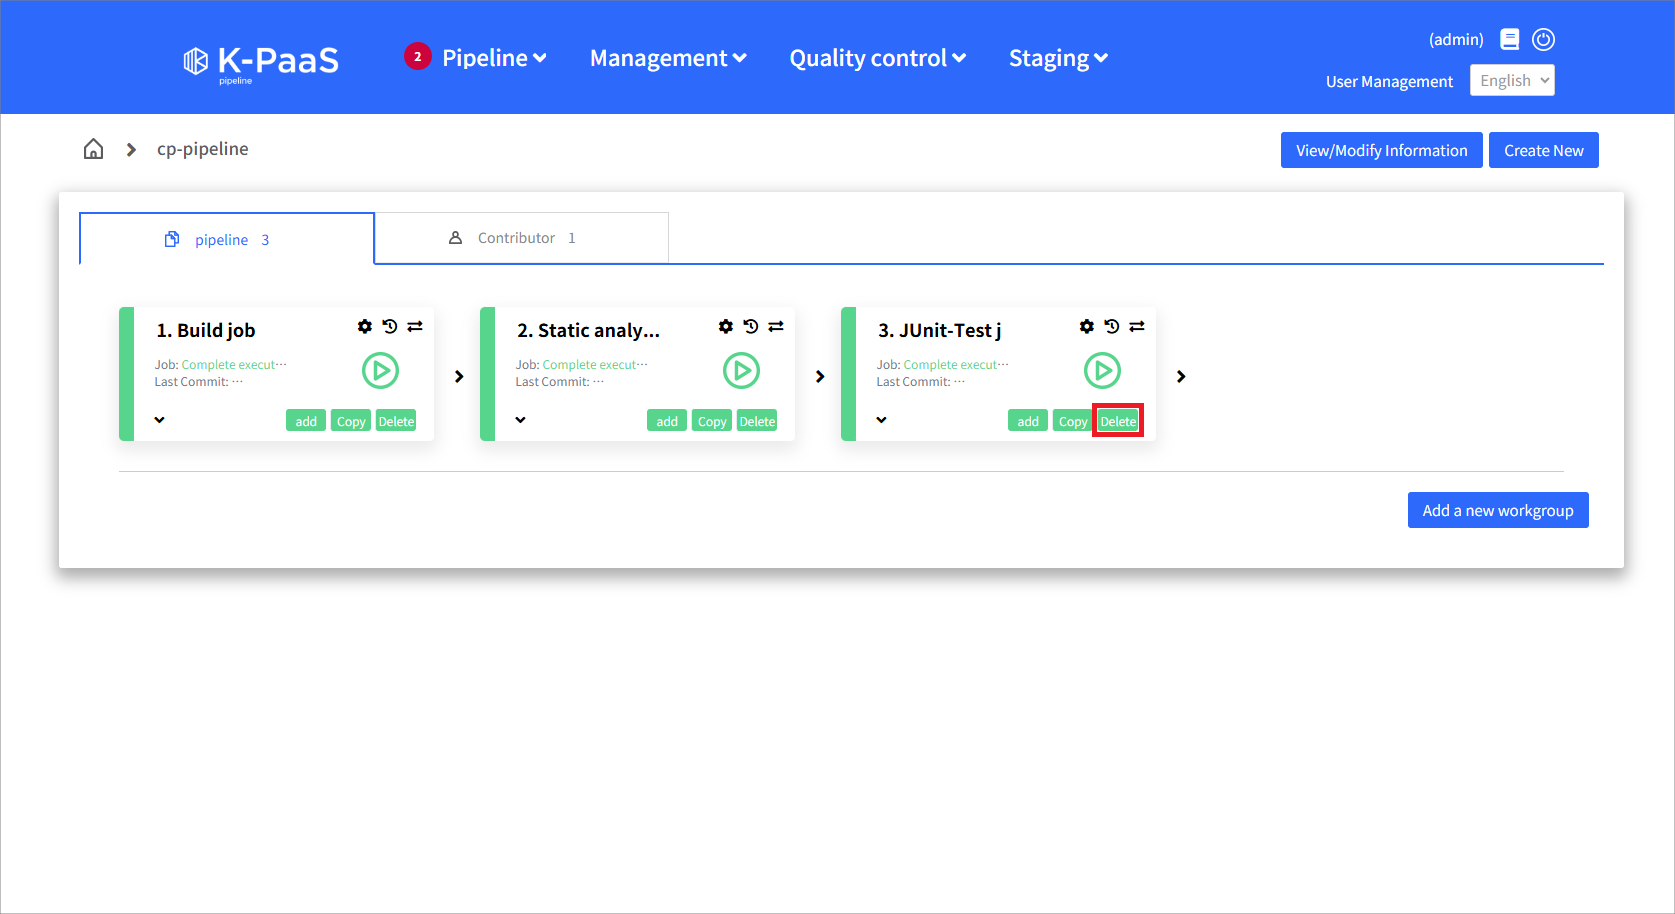 K-PaaS
pipeline
2 Pipeline Management Quality control Staging
(admin)
User Management English
cp-pipeline
View/Modify Information Create New
pipeline 3 Contributor 1
1. Build job
Job: Complete execut···
Last Commit: ···
add Copy Delete
2. Static analy...
Job: Complete execut···
Last Commit: ···
add Copy Delete
3. JUnit-Test j
Job: Complete execut···
Last Commit: ···
add Copy Delete
Add a new workgroup